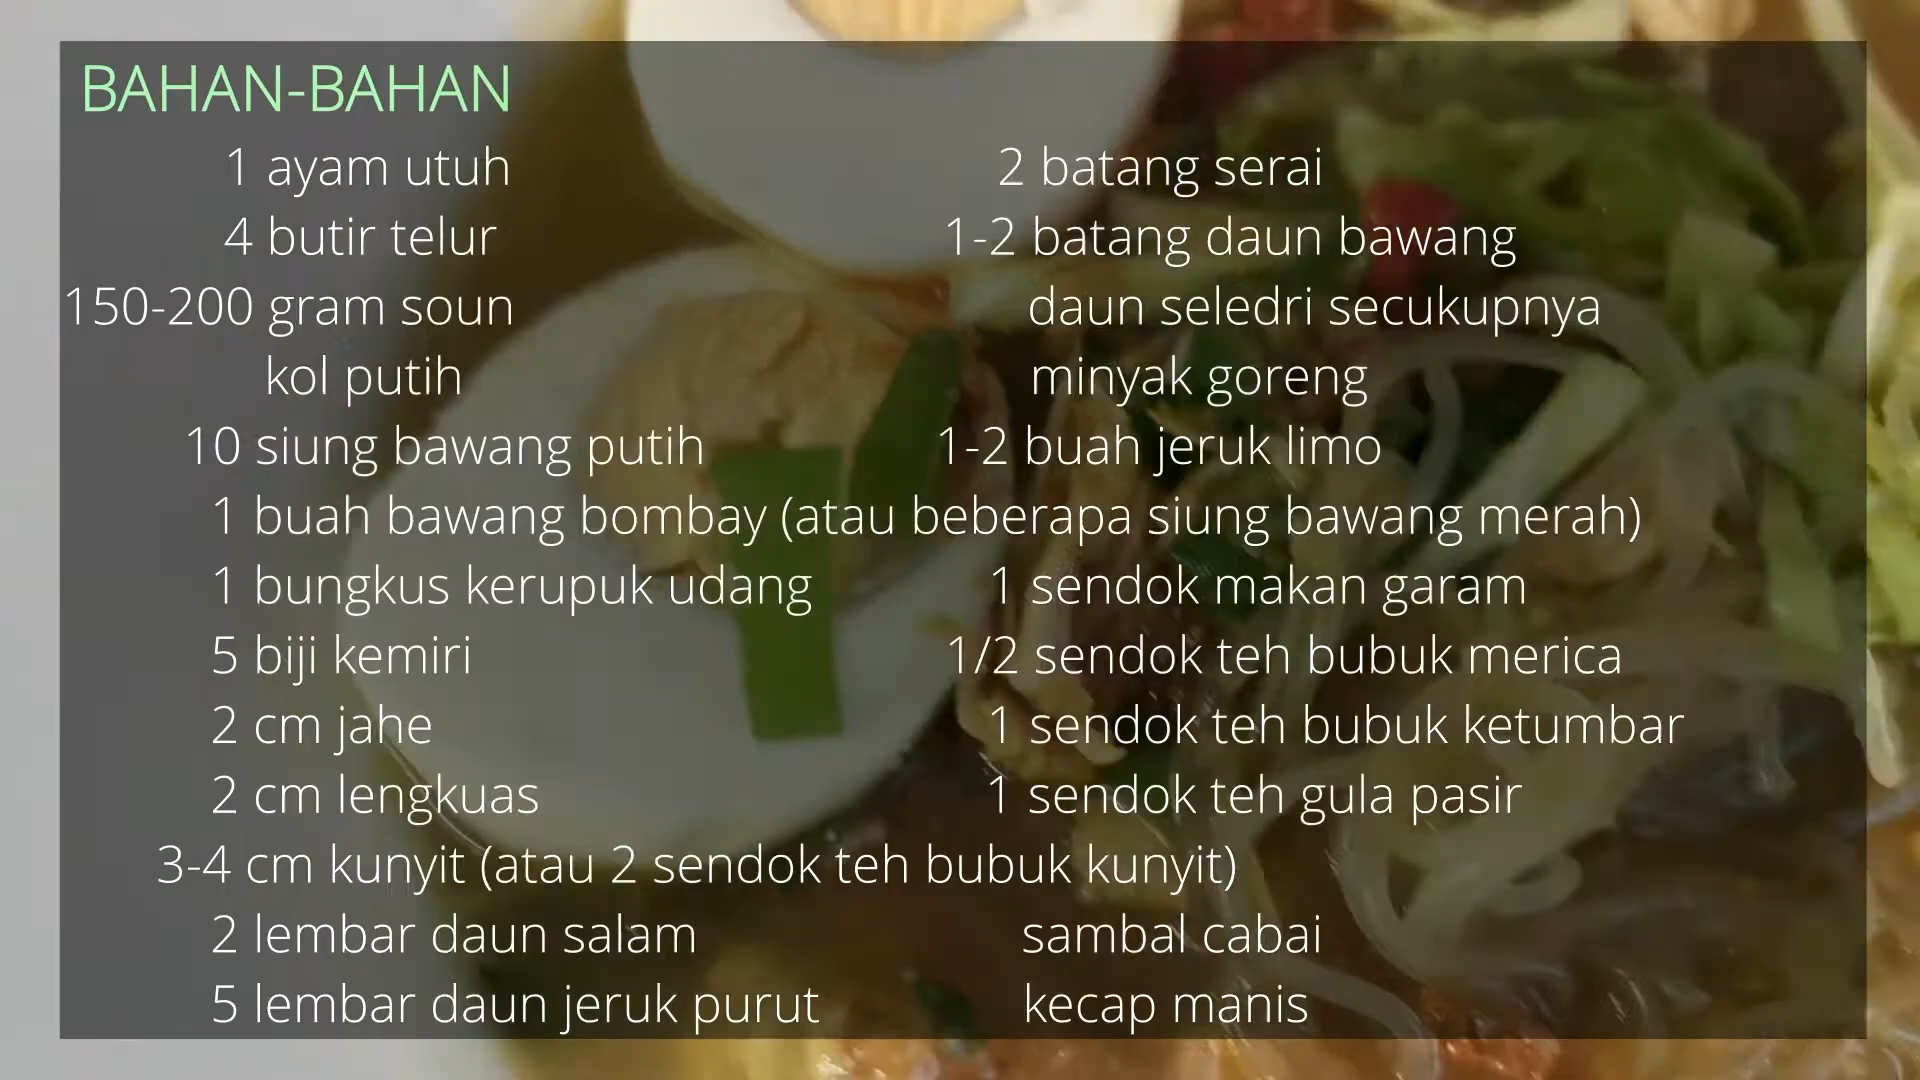 BAHAN-BAHAN
1 ayam utuh
4 butir telur
150-200 gram soun
kol putih
10 siung bawang putih
1 buah bawang bombay (atau beberapa siung bawang merah)
1 bungkus kerupuk udang
5 biji kemiri
2 cm jahe
2 cm lengkuas
3-4 cm kunyit (atau 2 sendok teh bubuk kunyit)
2 lembar daun salam
5 lembar daun jeruk purut
2 batang serai
1-2 batang daun bawang
daun seledri secukupnya
minyak goreng
1-2 buah jeruk limo
1 sendok makan garam
1/2 sendok teh bubuk merica
1 sendok teh bubuk ketumbar
1 sendok teh gula pasir
sambal cabai
kecap manis